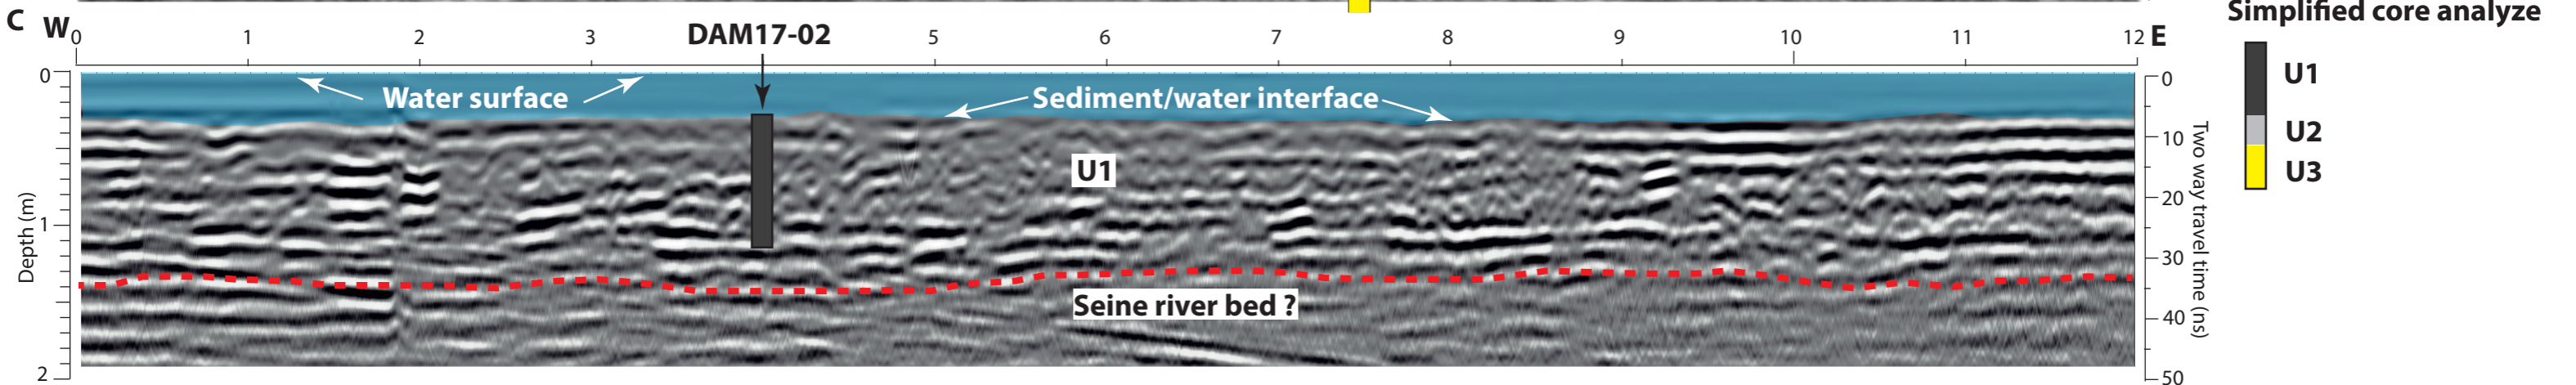 C
W
0 1 2 3 DAM17-02 5 6 7 8 9 10 11 12
E
Simplified core analyze
U1
U2
U3
Water surface
Sediment/water interface
U1
Seine river bed ?
Depth (m)
0
1
2
Two way travel time (ns)
0
10
20
30
40
50